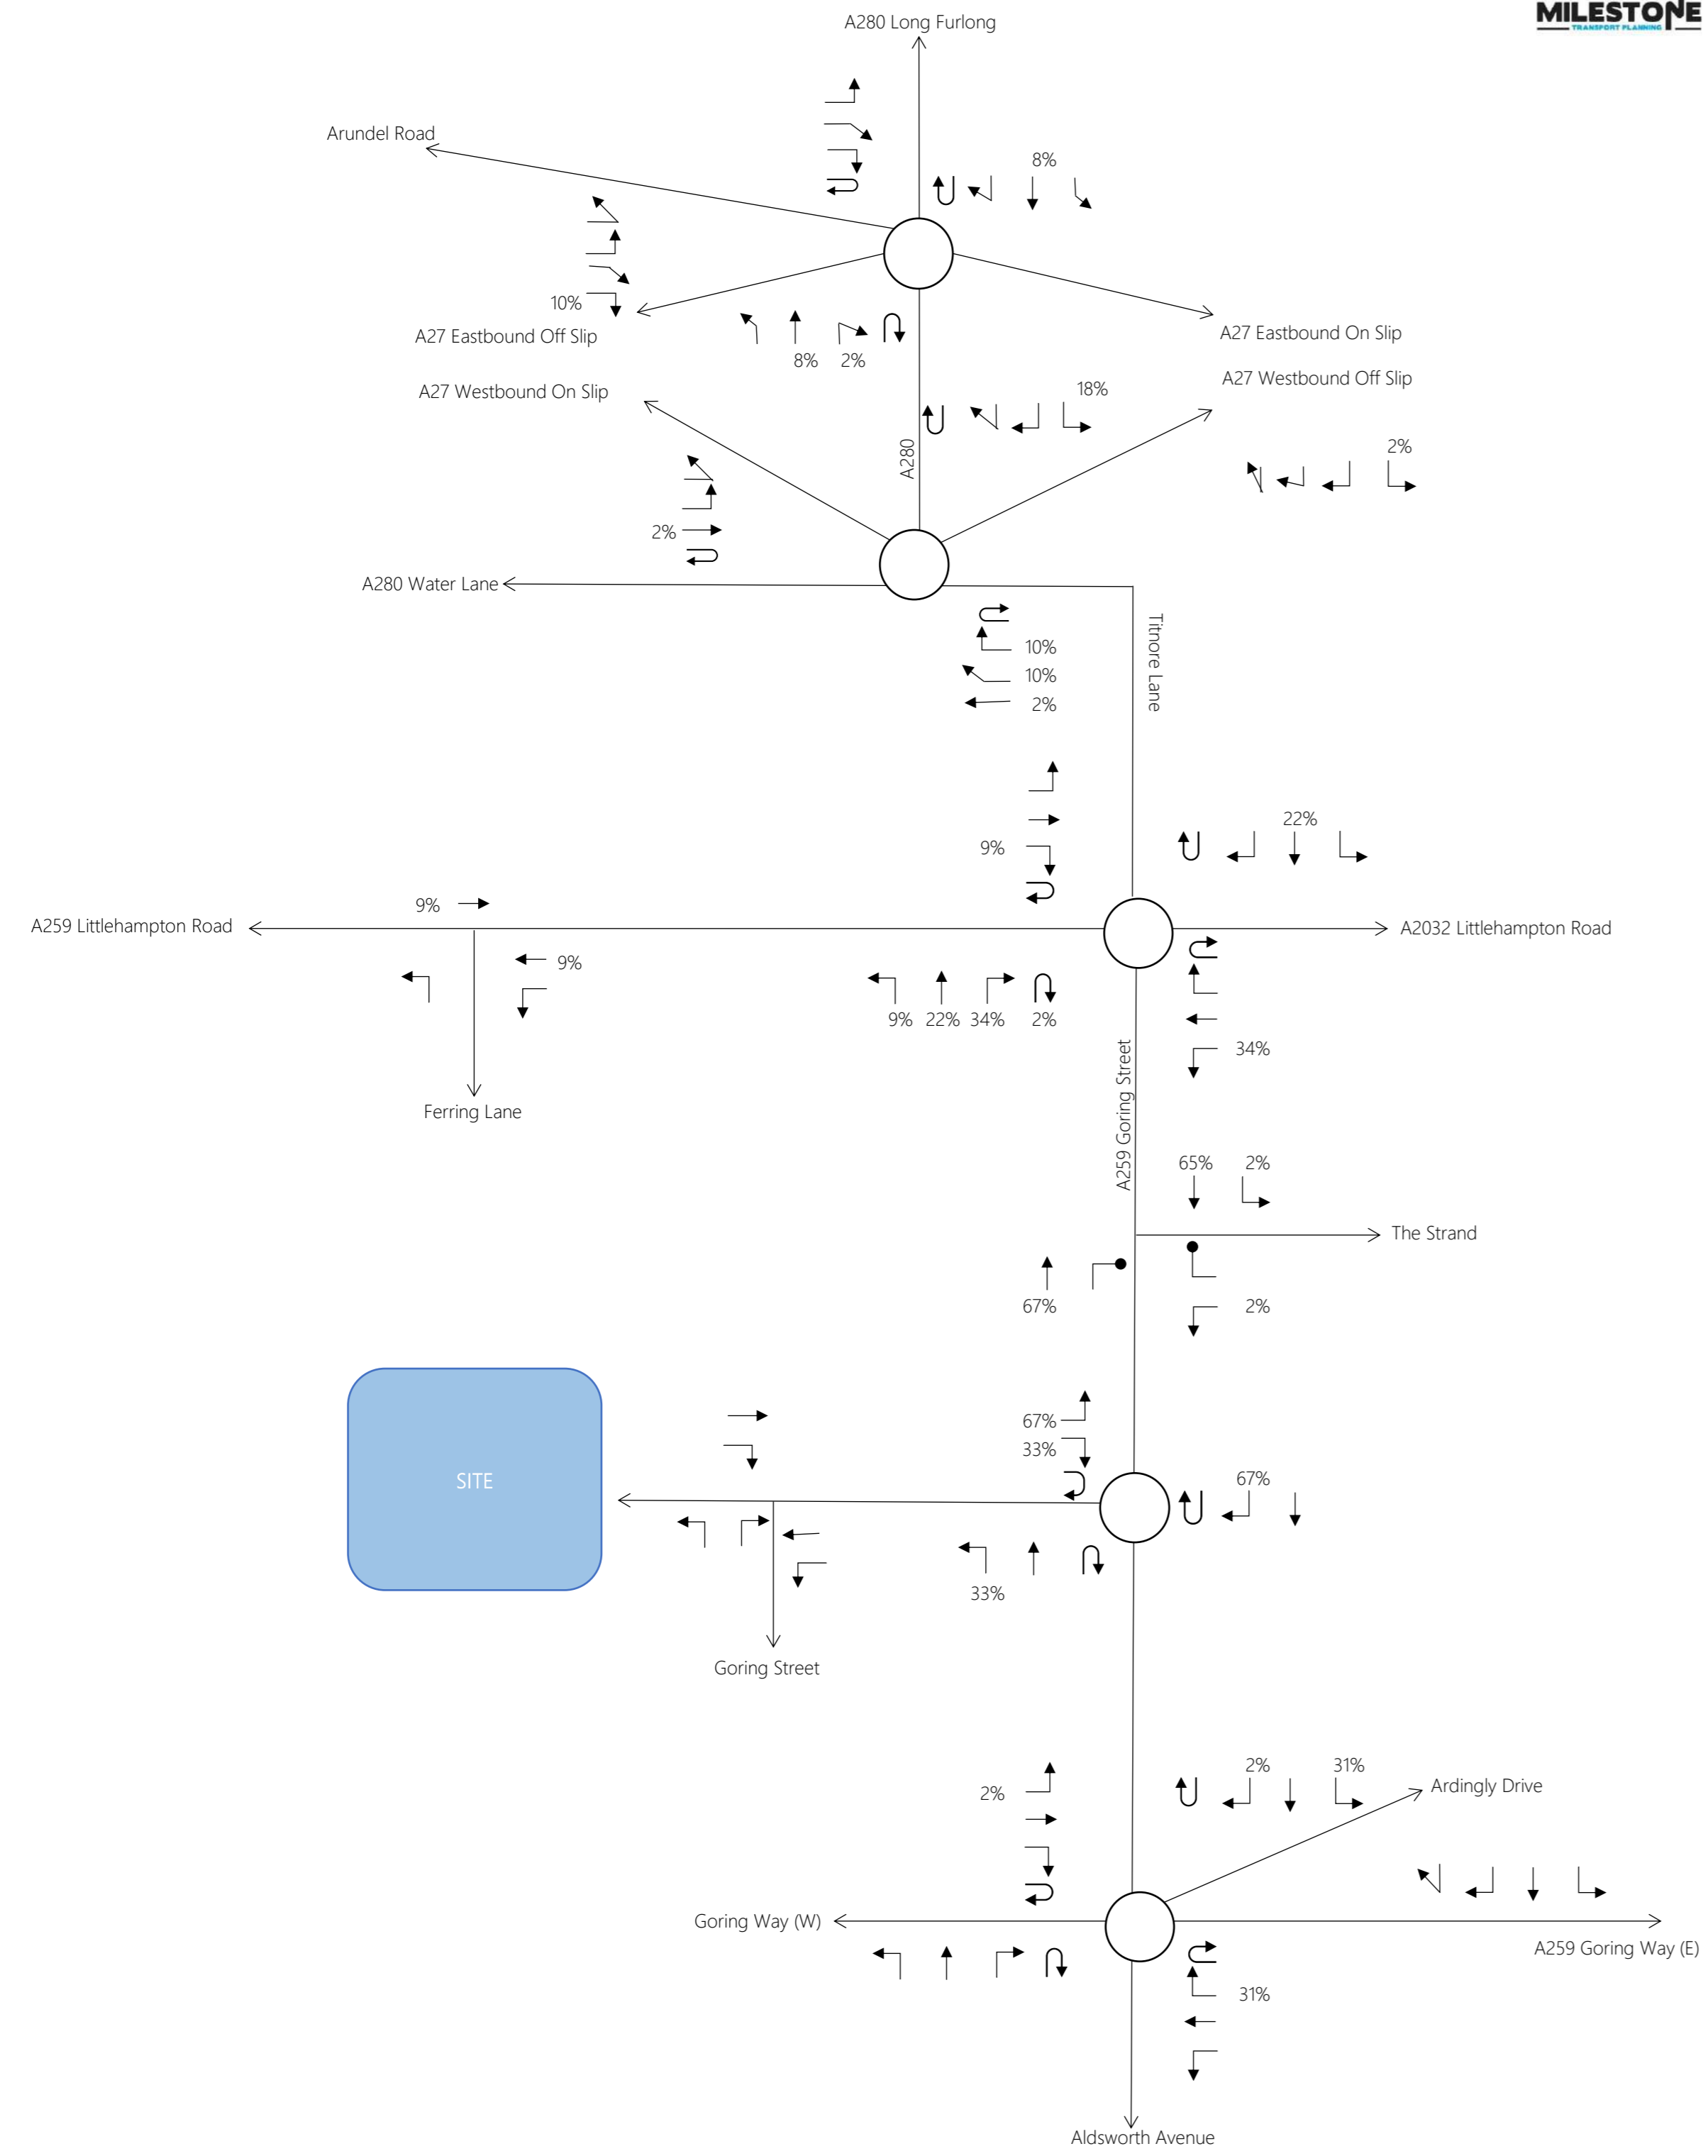 MILESTONE
TRANSPORT PLANNING
A280 Long Furlong
Arundel Road
8%
10%
A27 Eastbound Off Slip
8% 2%
A27 Eastbound On Slip
A27 Westbound On Slip
18%
A27 Westbound Off Slip
A280
2%
2%
A280 Water Lane
10%
10%
2%
Titnore Lane
22%
9%
9%
A259 Littlehampton Road
A2032 Littlehampton Road
9%
9% 22% 34% 2%
34%
A259 Goring Street
Ferring Lane
65% 2%
The Strand
67%
2%
67%
33%
SITE
67%
33%
Goring Street
2%
2% 31%
Ardingly Drive
Goring Way (W)
A259 Goring Way (E)
31%
Aldsworth Avenue